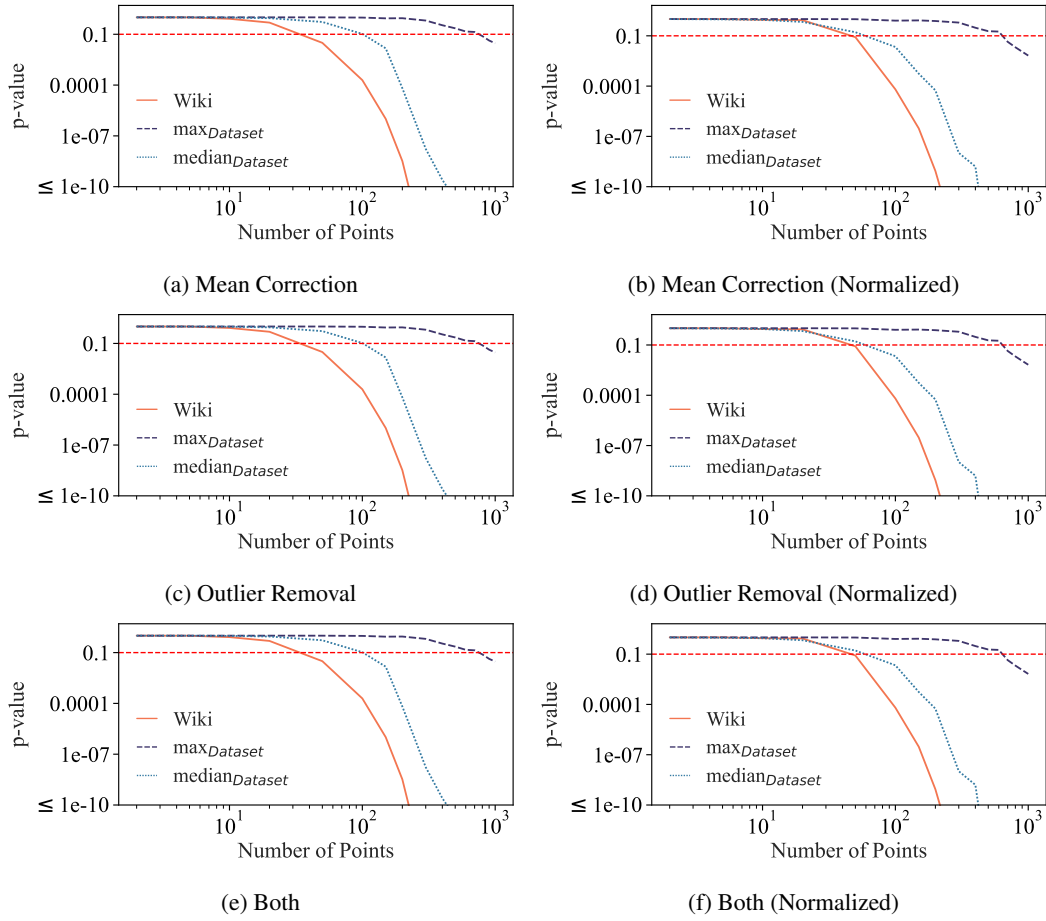 p-value
0.1
0.0001
1e-07
≤ 1e-10
Wiki
max_Dataset
median_Dataset
10^1
10^2
10^3
Number of Points
(a) Mean Correction
p-value
0.1
0.0001
1e-07
≤ 1e-10
Wiki
max_Dataset
median_Dataset
10^1
10^2
10^3
Number of Points
(b) Mean Correction (Normalized)
p-value
0.1
0.0001
1e-07
≤ 1e-10
Wiki
max_Dataset
median_Dataset
10^1
10^2
10^3
Number of Points
(c) Outlier Removal
p-value
0.1
0.0001
1e-07
≤ 1e-10
Wiki
max_Dataset
median_Dataset
10^1
10^2
10^3
Number of Points
(d) Outlier Removal (Normalized)
p-value
0.1
0.0001
1e-07
≤ 1e-10
Wiki
max_Dataset
median_Dataset
10^1
10^2
10^3
Number of Points
(e) Both
p-value
0.1
0.0001
1e-07
≤ 1e-10
Wiki
max_Dataset
median_Dataset
10^1
10^2
10^3
Number of Points
(f) Both (Normalized)